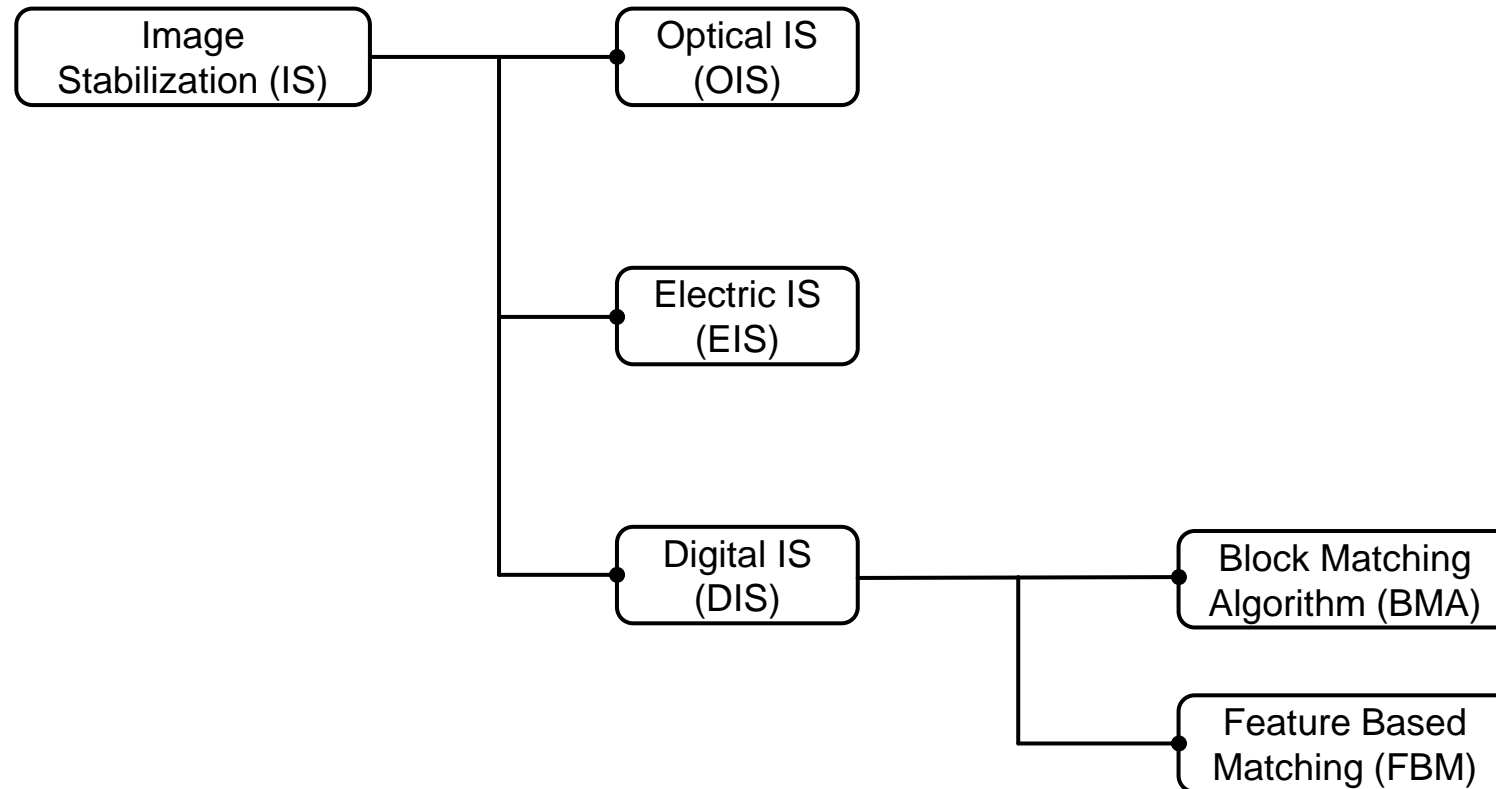 Image
Stabilization (IS)
Optical IS
(OIS)
Electric IS
(EIS)
Digital IS
(DIS)
Block Matching
Algorithm (BMA)
Feature Based
Matching (FBM)